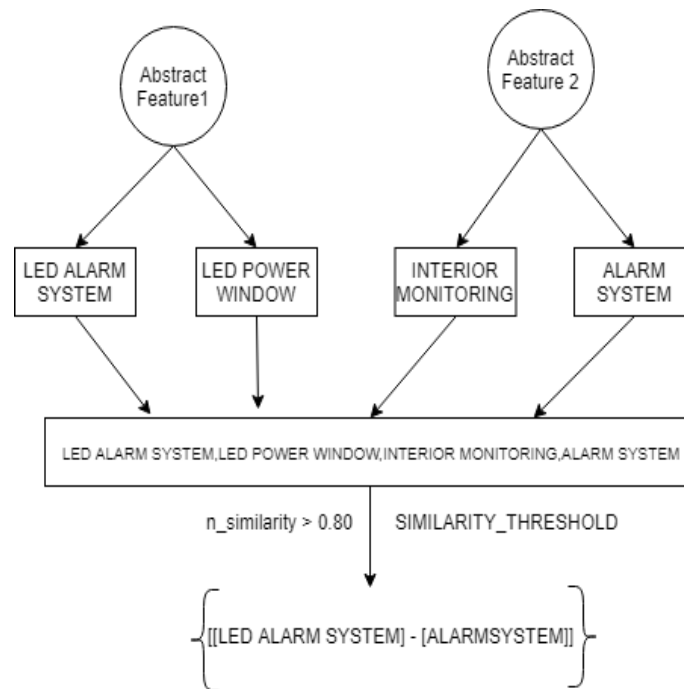 Abstract
Feature1
Abstract
Feature 2
LED ALARM
SYSTEM
LED POWER
WINDOW
INTERIOR
MONITORING
ALARM
SYSTEM
LED ALARM SYSTEM,LED POWER WINDOW,INTERIOR MONITORING,ALARM SYSTEM
n_similarity > 0.80
SIMILARITY_THRESHOLD
[[LED ALARM SYSTEM] - [ALARMSYSTEM]]